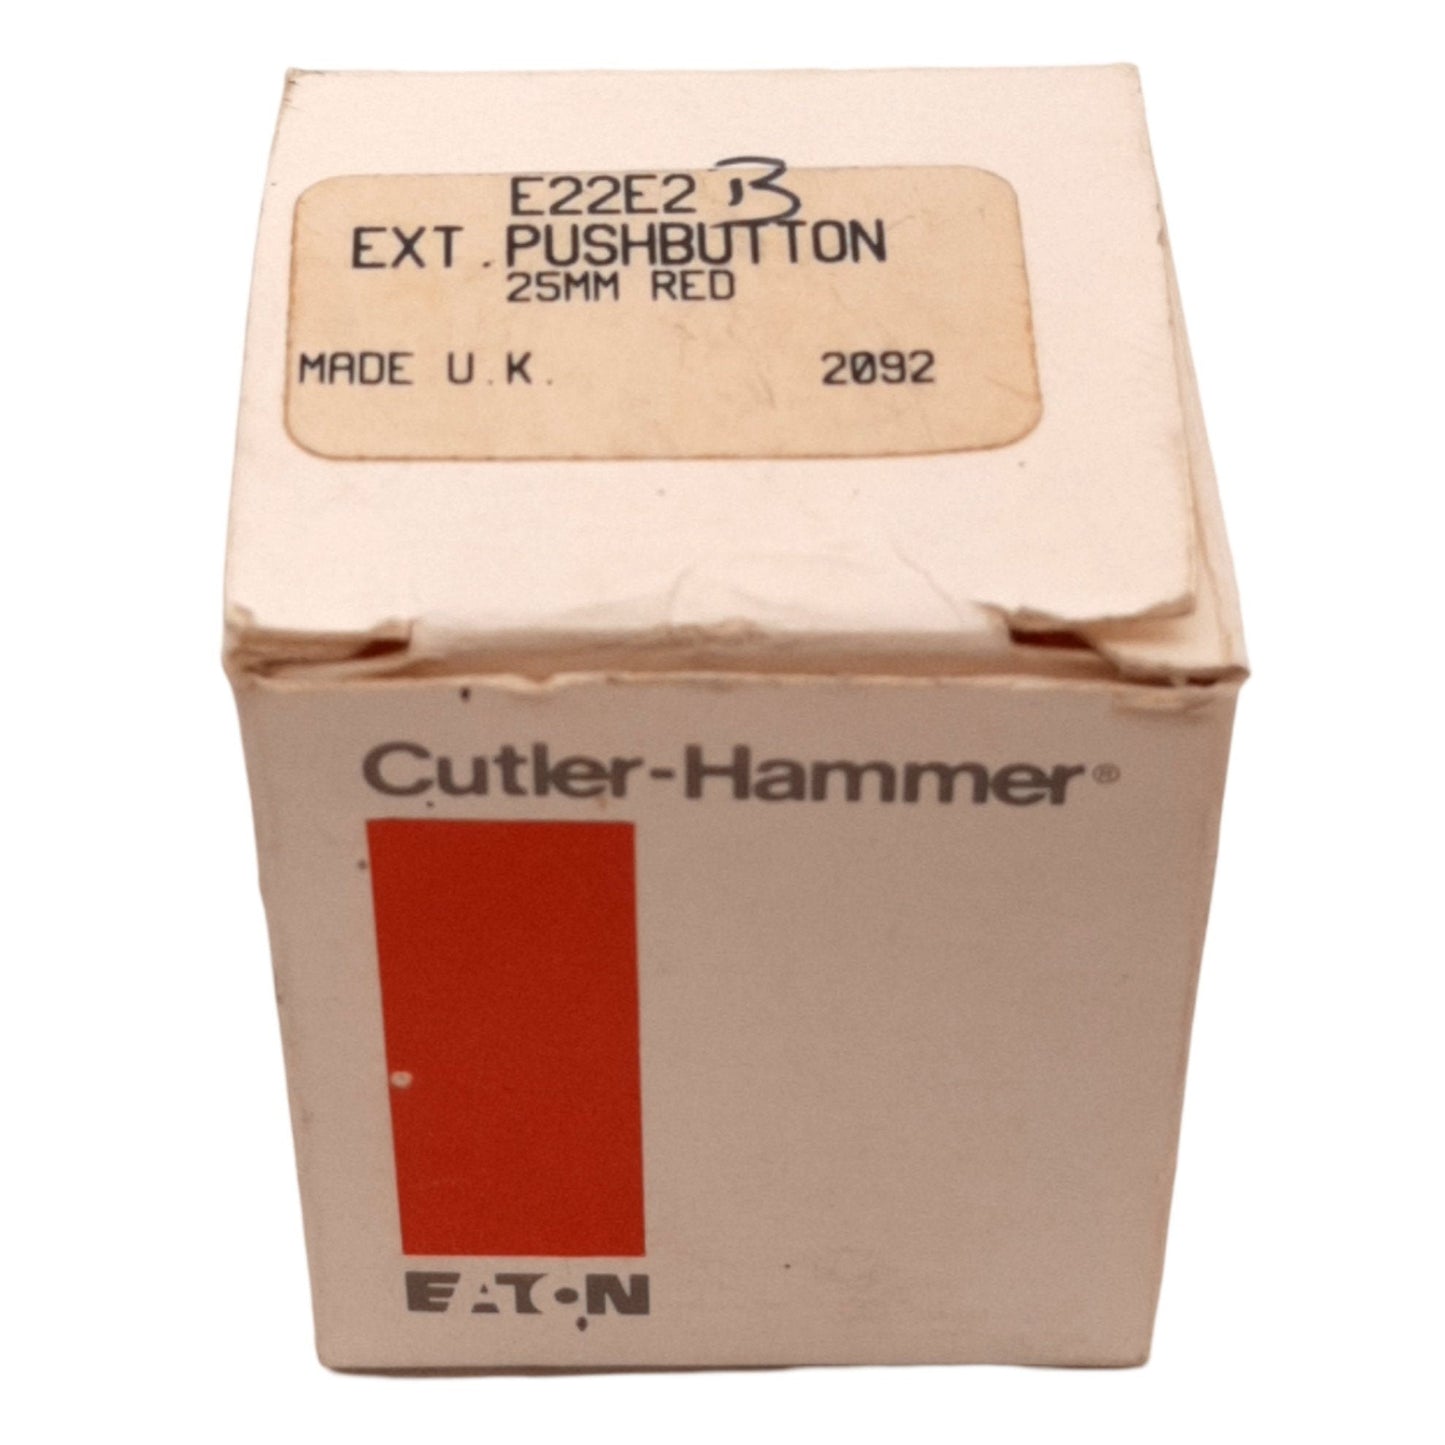 E22E2 B
EXT. PUSHBUTTON
25MM RED
MADE U.K. 2092
Cutler-Hammer®
EATON